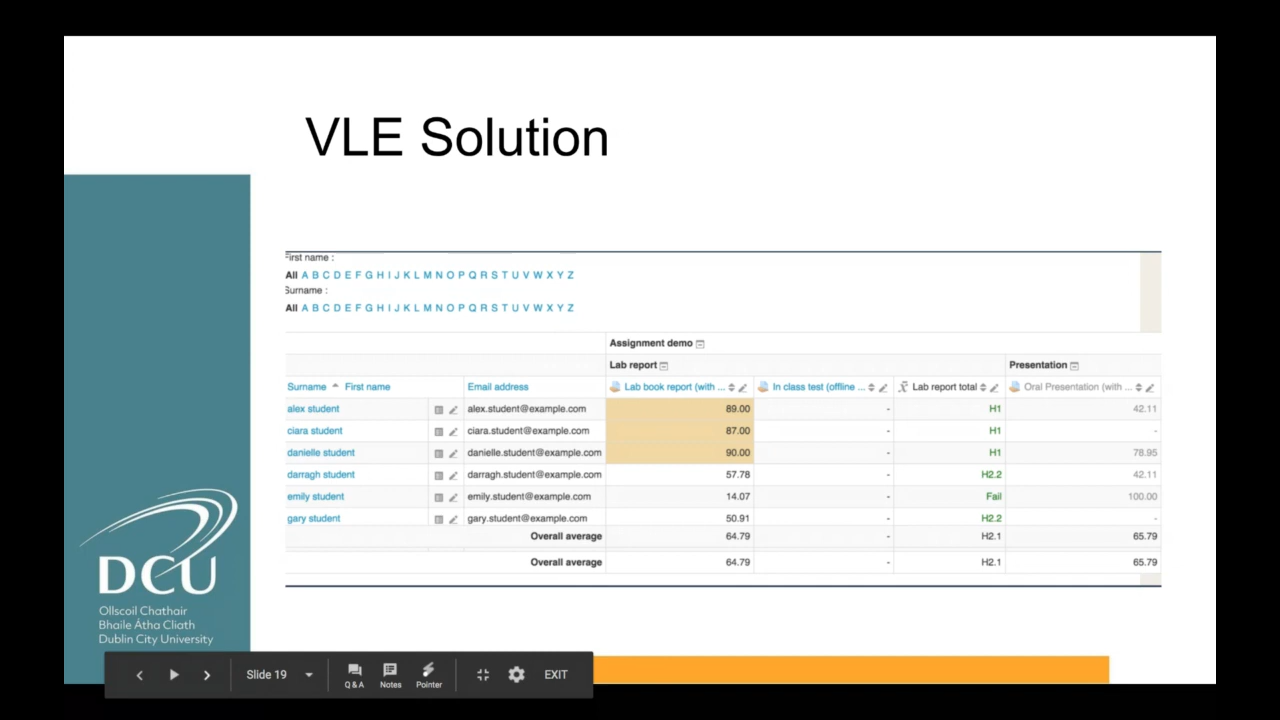 VLE Solution
First name :
All A B C D E F G H I J K L M N O P Q R S T U V W X Y Z
Surname :
All A B C D E F G H I J K L M N O P Q R S T U V W X Y Z
Assignment demo
Lab report Presentation
Surname First name Email address Lab book report (with ... In class test (offline ... Lab report total Oral Presentation (with ...
alex student alex.student@example.com 89.00 - H1 42.11
ciara student ciara.student@example.com 87.00 - H1 -
danielle student danielle.student@example.com 90.00 - H1 78.95
darragh student darragh.student@example.com 57.78 - H2.2 42.11
emily student emily.student@example.com 14.07 - Fail 100.00
gary student gary.student@example.com 50.91 - H2.2 -
Overall average 64.79 - H2.1 65.79
Overall average 64.79 - H2.1 65.79
DCU
Ollscoil Chathair
Bhaile Átha Cliath
Dublin City University
Slide 19 Q&A Notes Pointer EXIT